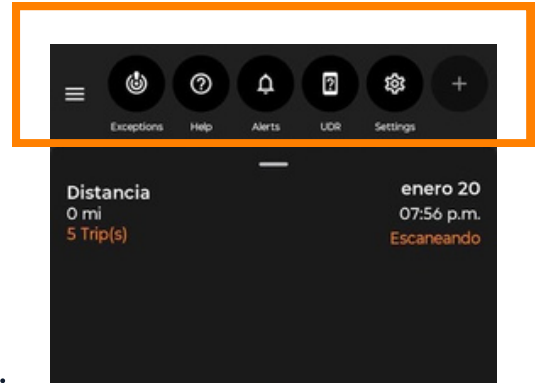 Exceptions Help Alerts UDR Settings
Distancia
0 mi
5 Trip(s)
enero 20
07:56 p.m.
Escaneando